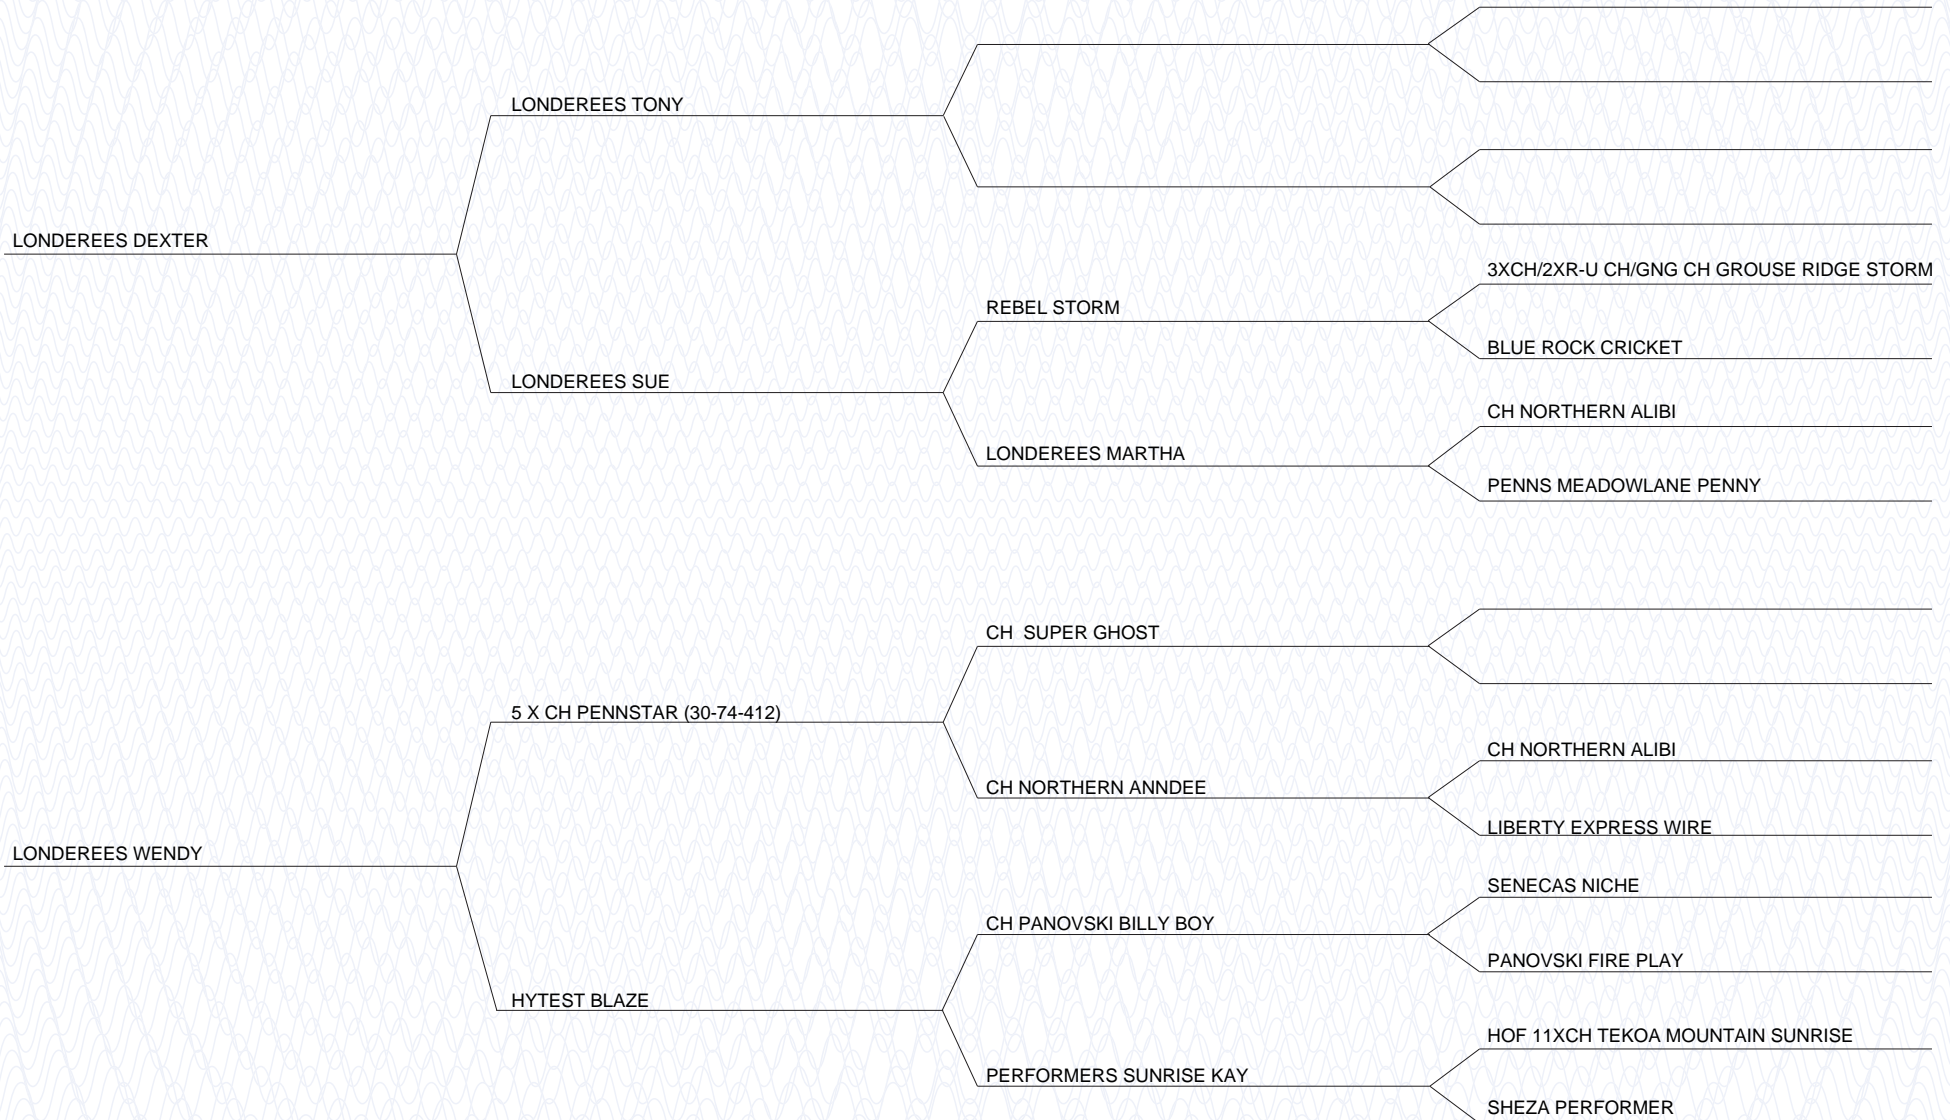 LONDEREES DEXTER
LONDEREES TONY
LONDEREES SUE
REBEL STORM
3XCH/2XR-U CH/GNG CH GROUSE RIDGE STORM
BLUE ROCK CRICKET
LONDEREES MARTHA
CH NORTHERN ALIBI
PENNS MEADOWLANE PENNY
LONDEREES WENDY
5 X CH PENNSTAR (30-74-412)
CH  SUPER GHOST
CH NORTHERN ANNDEE
CH NORTHERN ALIBI
LIBERTY EXPRESS WIRE
HYTEST BLAZE
CH PANOVSKI BILLY BOY
SENECAS NICHE
PANOVSKI FIRE PLAY
PERFORMERS SUNRISE KAY
HOF 11XCH TEKOA MOUNTAIN SUNRISE
SHEZA PERFORMER